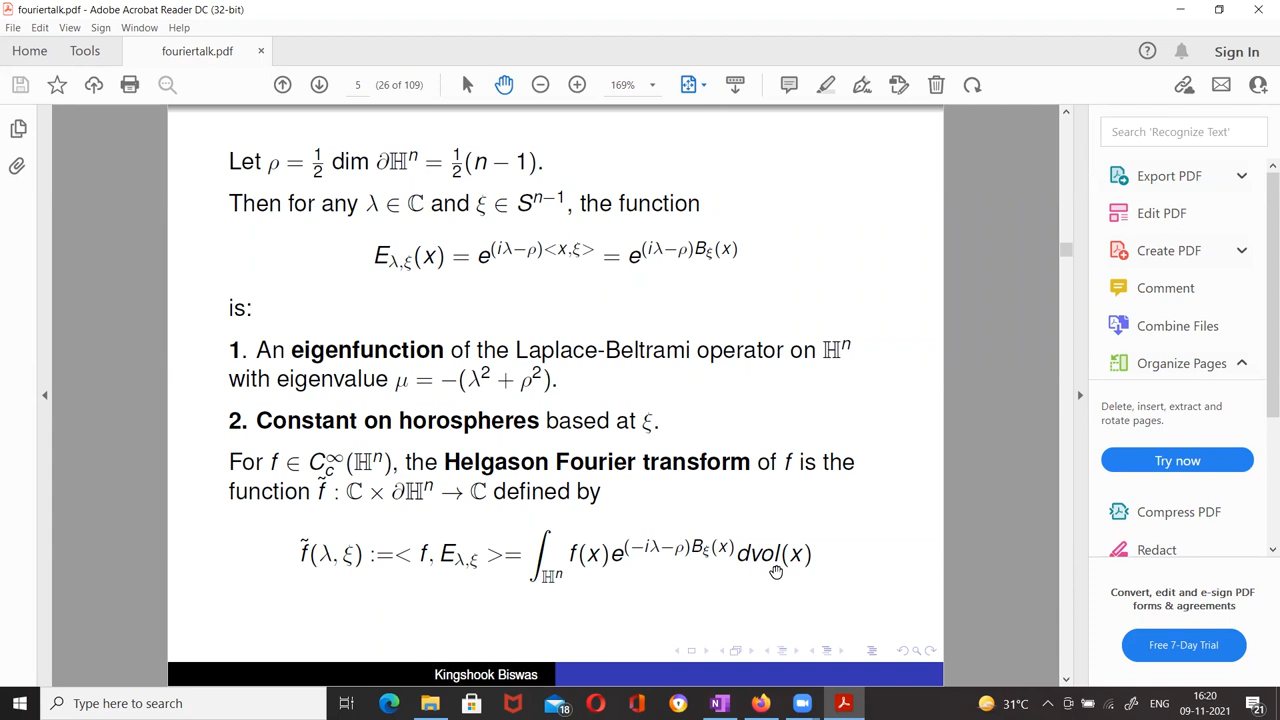 fouriertalk.pdf - Adobe Acrobat Reader DC (32-bit)
File Edit View Sign Window Help
Home Tools fouriertalk.pdf × Sign In
5 (26 of 109) 169%
Let ρ = 1/2 dim ∂ℍⁿ = 1/2(n − 1).
Then for any λ ∈ ℂ and ξ ∈ Sⁿ⁻¹, the function
E_{λ,ξ}(x) = e^{(iλ−ρ)<x,ξ>} = e^{(iλ−ρ)B_ξ(x)}
is:
1. An eigenfunction of the Laplace-Beltrami operator on ℍⁿ
with eigenvalue μ = −(λ² + ρ²).
2. Constant on horospheres based at ξ.
For f ∈ C_c^∞(ℍⁿ), the Helgason Fourier transform of f is the
function f̃ : ℂ × ∂ℍⁿ → ℂ defined by
f̃(λ, ξ) :=< f, E_{λ,ξ} >= ∫_{ℍⁿ} f(x)e^{(−iλ−ρ)B_ξ(x)}dvol(x)
Kingshook Biswas
Search 'Recognize Text'
Export PDF
Edit PDF
Create PDF
Comment
Combine Files
Organize Pages
Delete, insert, extract and
rotate pages.
Try now
Compress PDF
Redact
Convert, edit and e-sign PDF
forms & agreements
Free 7-Day Trial
Type here to search
18
31°C
ENG
16:20
09-11-2021
21